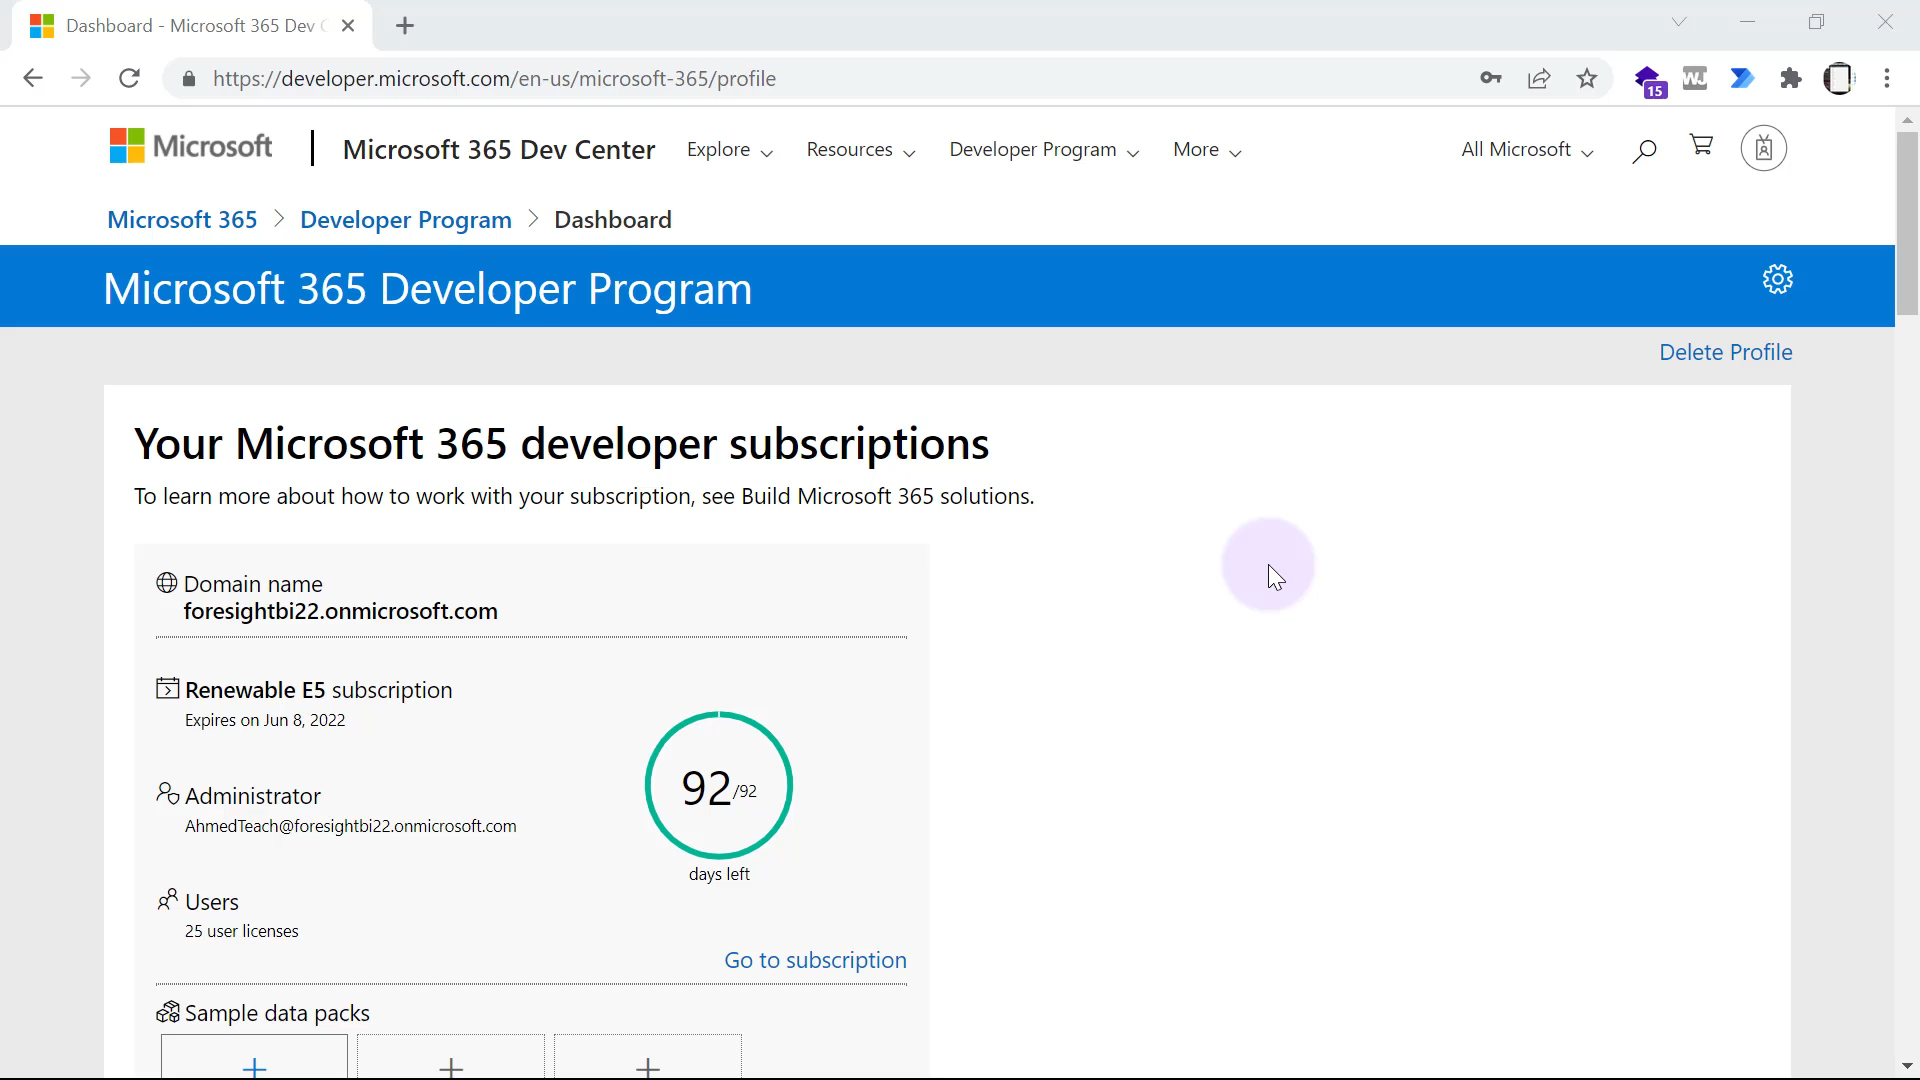 Dashboard - Microsoft 365 Dev C
https://developer.microsoft.com/en-us/microsoft-365/profile
15
WJ
Microsoft
Microsoft 365 Dev Center
Explore
Resources
Developer Program
More
All Microsoft
Microsoft 365 > Developer Program > Dashboard
Microsoft 365 Developer Program
Delete Profile
Your Microsoft 365 developer subscriptions
To learn more about how to work with your subscription, see Build Microsoft 365 solutions.
Domain name
foresightbi22.onmicrosoft.com
Renewable E5 subscription
Expires on Jun 8, 2022
92/92
days left
Administrator
AhmedTeach@foresightbi22.onmicrosoft.com
Users
25 user licenses
Go to subscription
Sample data packs